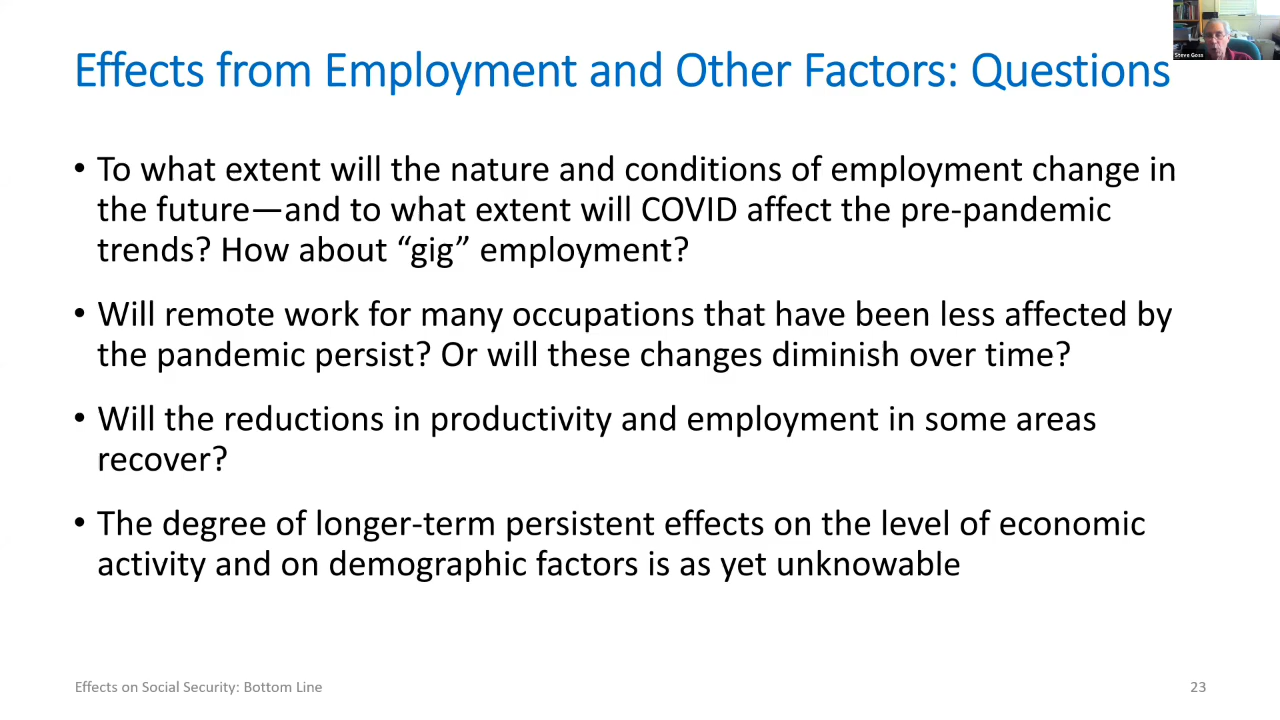 Steve Goss
Effects from Employment and Other Factors: Questions
• To what extent will the nature and conditions of employment change in
the future—and to what extent will COVID affect the pre-pandemic
trends? How about “gig” employment?
• Will remote work for many occupations that have been less affected by
the pandemic persist? Or will these changes diminish over time?
• Will the reductions in productivity and employment in some areas
recover?
• The degree of longer-term persistent effects on the level of economic
activity and on demographic factors is as yet unknowable
Effects on Social Security: Bottom Line
23